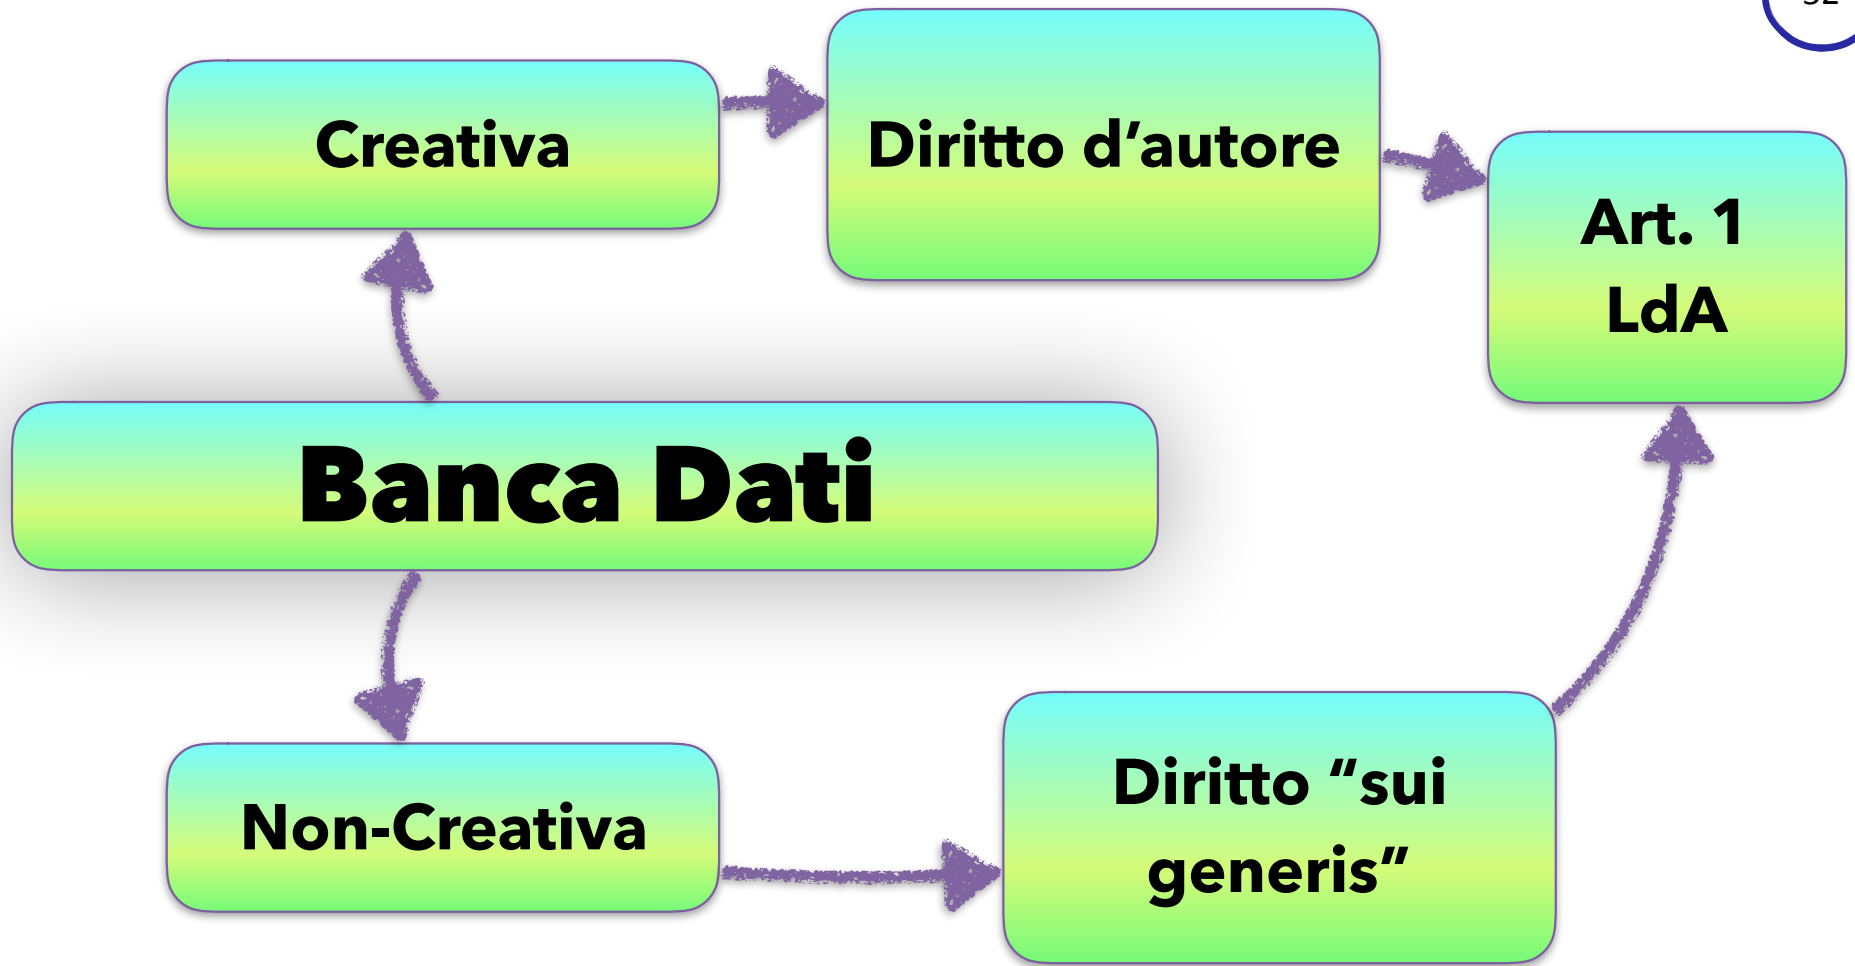 Creativa
Diritto d’autore
Art. 1
LdA
Banca Dati
Non-Creativa
Diritto “sui
generis”